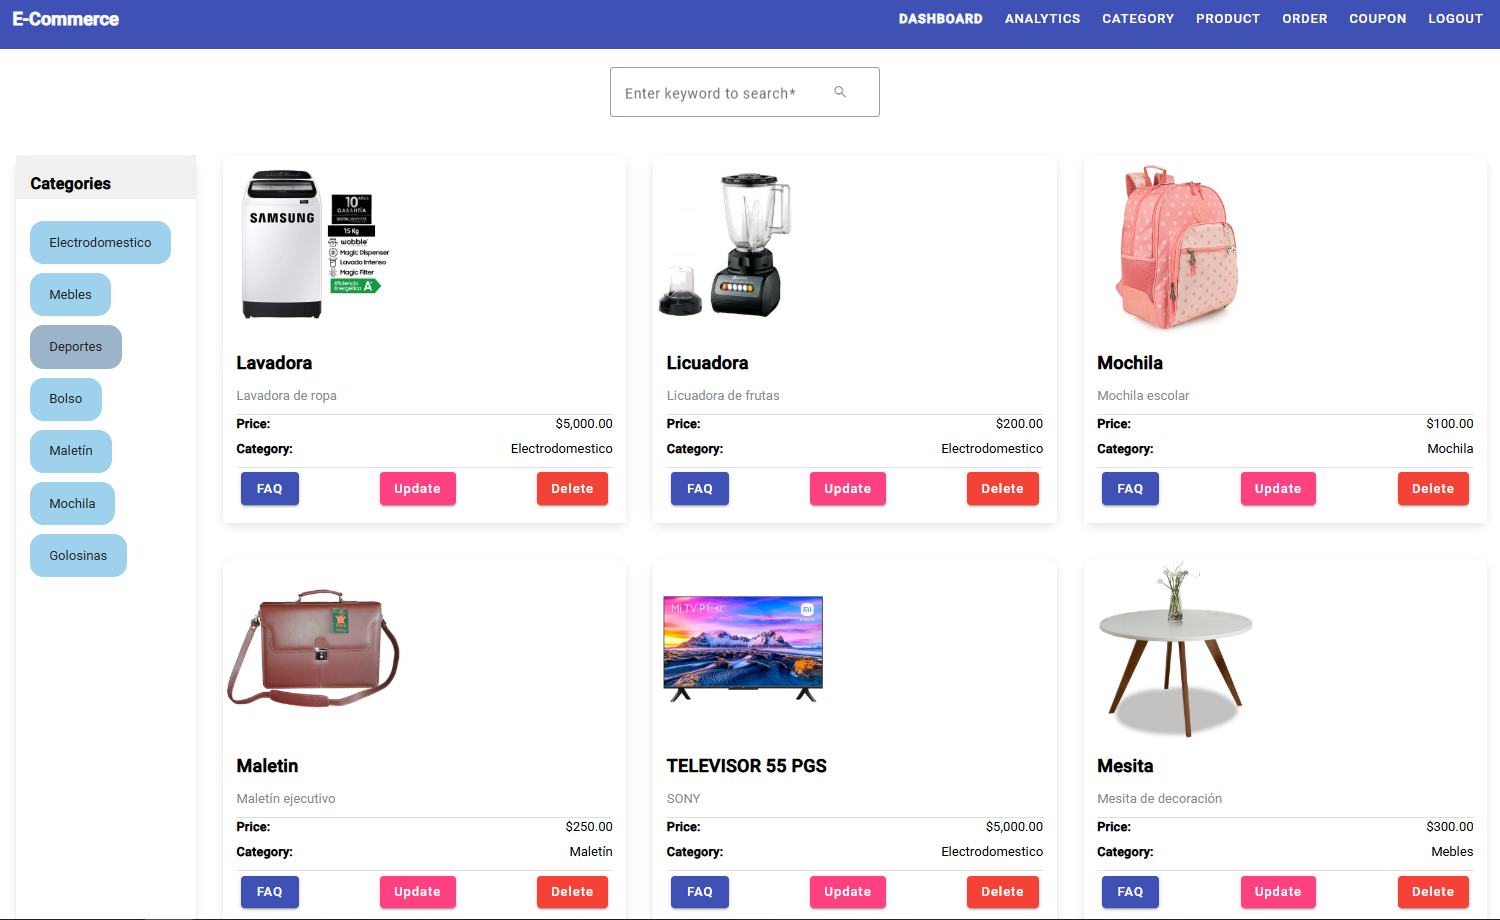 E-Commerce
DASHBOARD ANALYTICS CATEGORY PRODUCT ORDER COUPON LOGOUT
Enter keyword to search*
Categories
Electrodomestico
Mebles
Deportes
Bolso
Maletín
Mochila
Golosinas
SAMSUNG
10 AÑOS
GARANTÍA
DIGITAL INVERTER
15 Kg
wobble
Magic Dispenser
Lavado Intenso
Magic Filter
Eficiencia
Energética A
Lavadora
Lavadora de ropa
Price: $5,000.00
Category: Electrodomestico
FAQ Update Delete
Licuadora
Licuadora de frutas
Price: $200.00
Category: Electrodomestico
FAQ Update Delete
Mochila
Mochila escolar
Price: $100.00
Category: Mochila
FAQ Update Delete
Maletin
Maletín ejecutivo
Price: $250.00
Category: Maletín
FAQ Update Delete
Mi TV P1
mi
TELEVISOR 55 PGS
SONY
Price: $5,000.00
Category: Electrodomestico
FAQ Update Delete
Mesita
Mesita de decoración
Price: $300.00
Category: Mebles
FAQ Update Delete